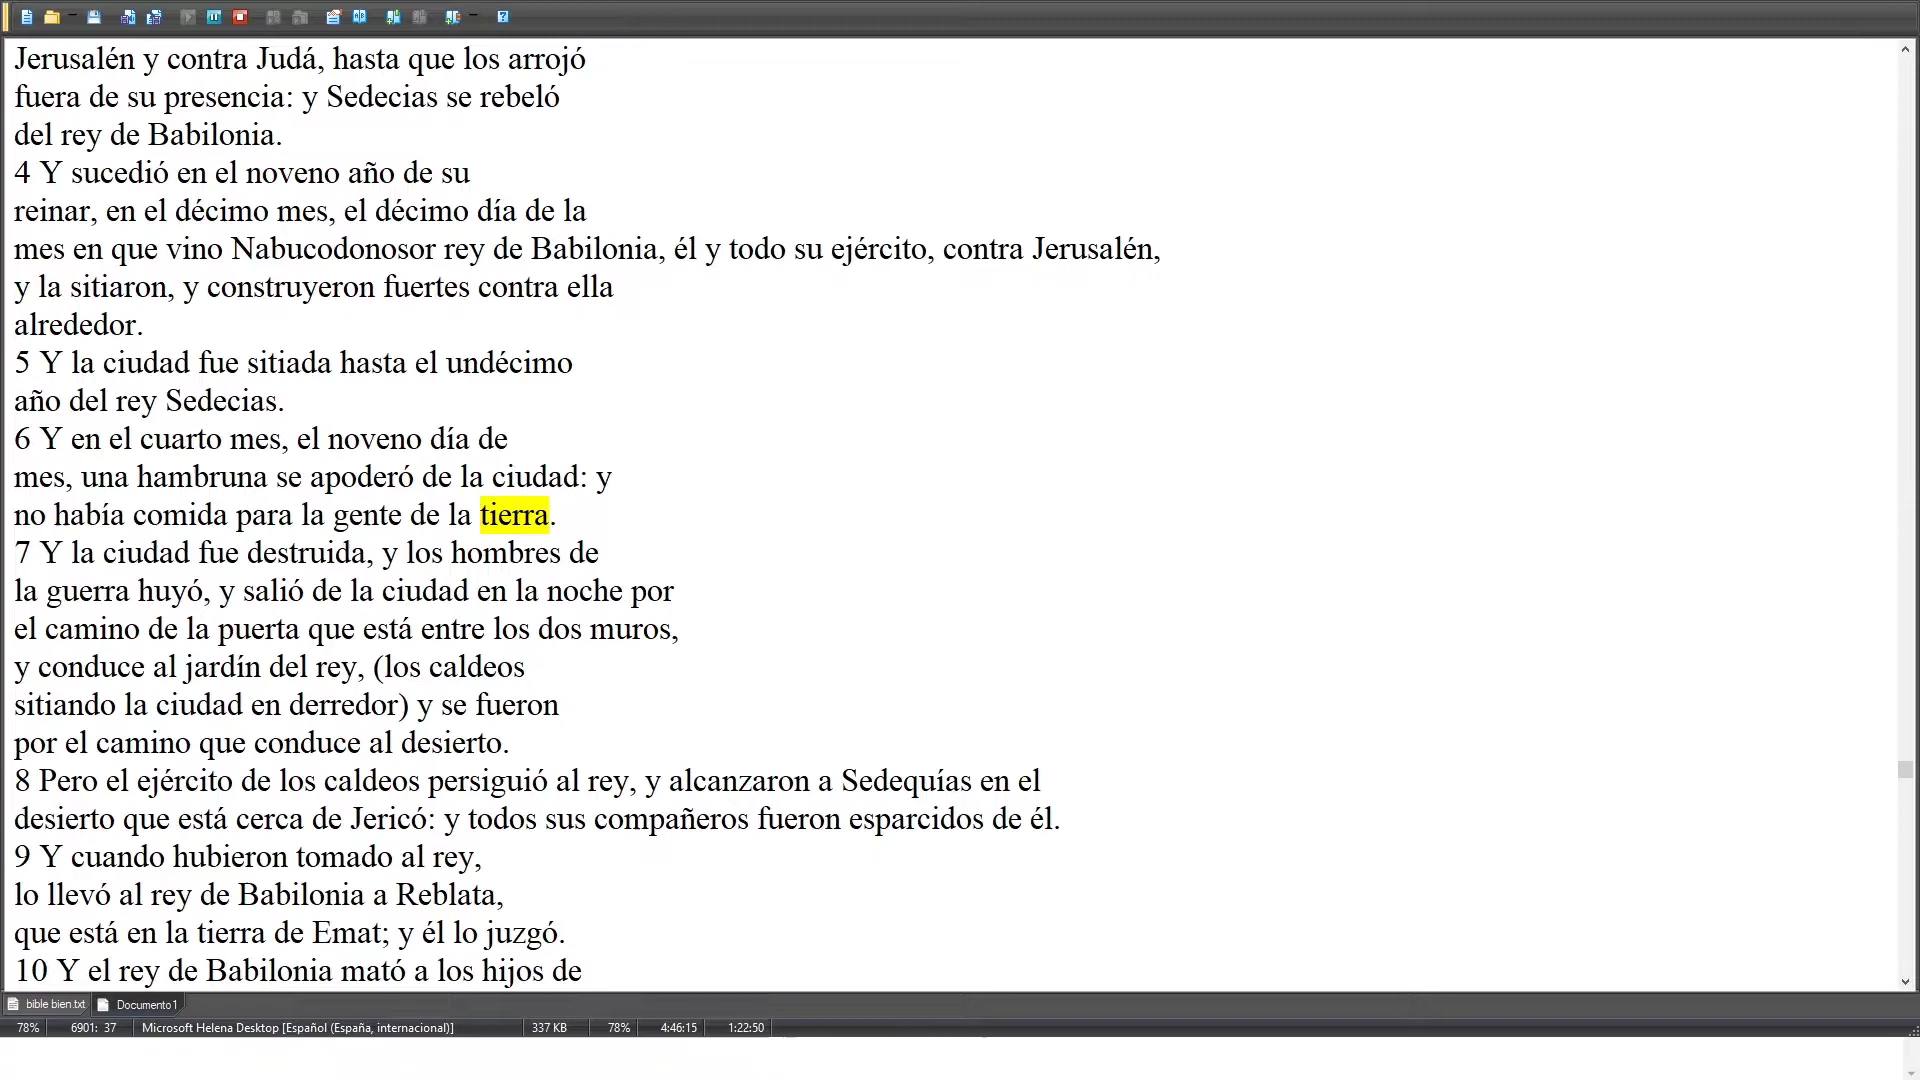 Jerusalén y contra Judá, hasta que los arrojó
fuera de su presencia: y Sedecias se rebeló
del rey de Babilonia.
4 Y sucedió en el noveno año de su
reinar, en el décimo mes, el décimo día de la
mes en que vino Nabucodonosor rey de Babilonia, él y todo su ejército, contra Jerusalén,
y la sitiaron, y construyeron fuertes contra ella
alrededor.
5 Y la ciudad fue sitiada hasta el undécimo
año del rey Sedecias.
6 Y en el cuarto mes, el noveno día de
mes, una hambruna se apoderó de la ciudad: y
no había comida para la gente de la tierra.
7 Y la ciudad fue destruida, y los hombres de
la guerra huyó, y salió de la ciudad en la noche por
el camino de la puerta que está entre los dos muros,
y conduce al jardín del rey, (los caldeos
sitiando la ciudad en derredor) y se fueron
por el camino que conduce al desierto.
8 Pero el ejército de los caldeos persiguió al rey, y alcanzaron a Sedequías en el
desierto que está cerca de Jericó: y todos sus compañeros fueron esparcidos de él.
9 Y cuando hubieron tomado al rey,
lo llevó al rey de Babilonia a Reblata,
que está en la tierra de Emat; y él lo juzgó.
10 Y el rey de Babilonia mató a los hijos de
bible bien.txt Documento1
78% 6901: 37 Microsoft Helena Desktop [Español (España, internacional)] 337 KB 78% 4:46:15 1:22:50